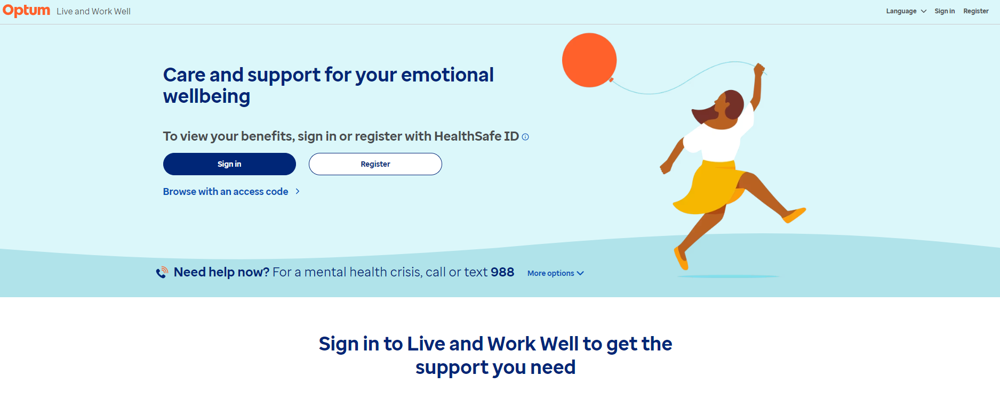 Optum Live and Work Well
Language Sign in Register
Care and support for your emotional
wellbeing
To view your benefits, sign in or register with HealthSafe ID
Sign in
Register
Browse with an access code
Need help now? For a mental health crisis, call or text 988 More options
Sign in to Live and Work Well to get the
support you need